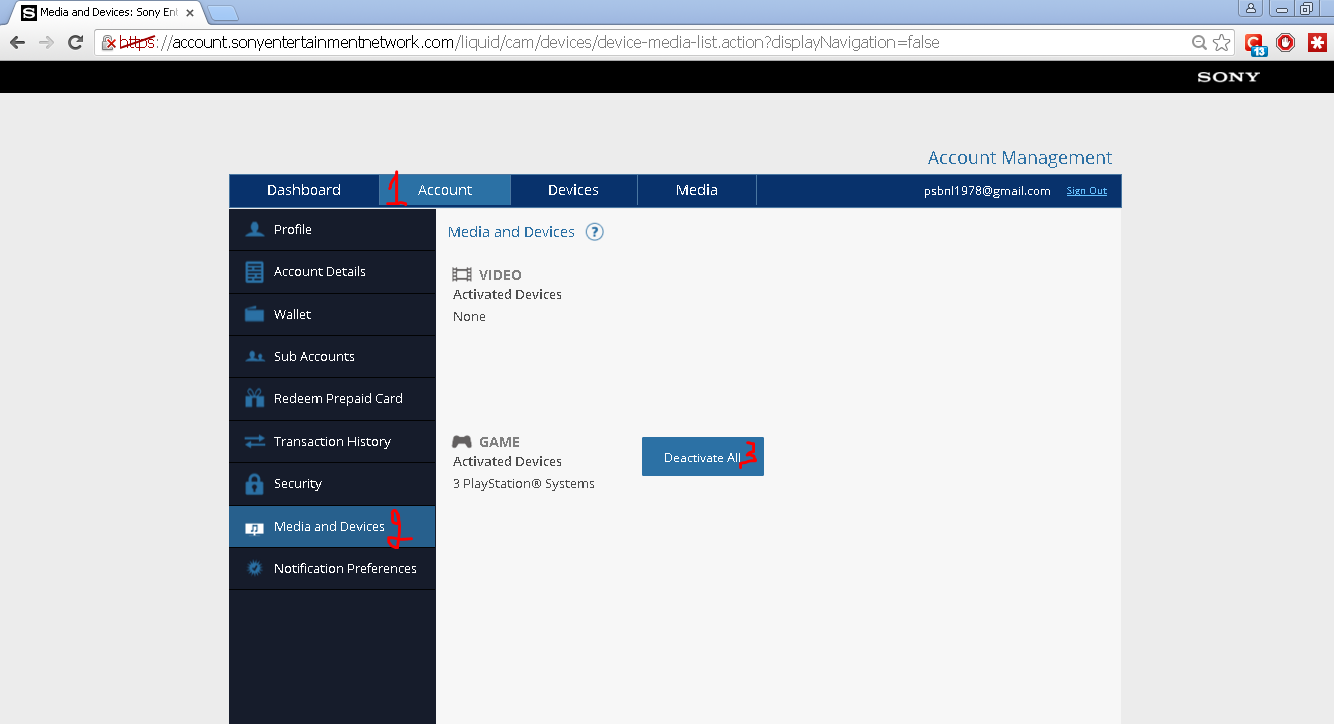 Media and Devices: Sony Ent
https://account.sonyentertainmentnetwork.com/liquid/cam/devices/device-media-list.action?displayNavigation=false
13
SONY
Account Management
Dashboard 1 Account Devices Media psbnl1978@gmail.com Sign Out
Profile
Account Details
Wallet
Sub Accounts
Redeem Prepaid Card
Transaction History
Security
Media and Devices 2
Notification Preferences
Media and Devices ?
VIDEO
Activated Devices
None
GAME
Activated Devices
3 PlayStation® Systems
Deactivate All 3